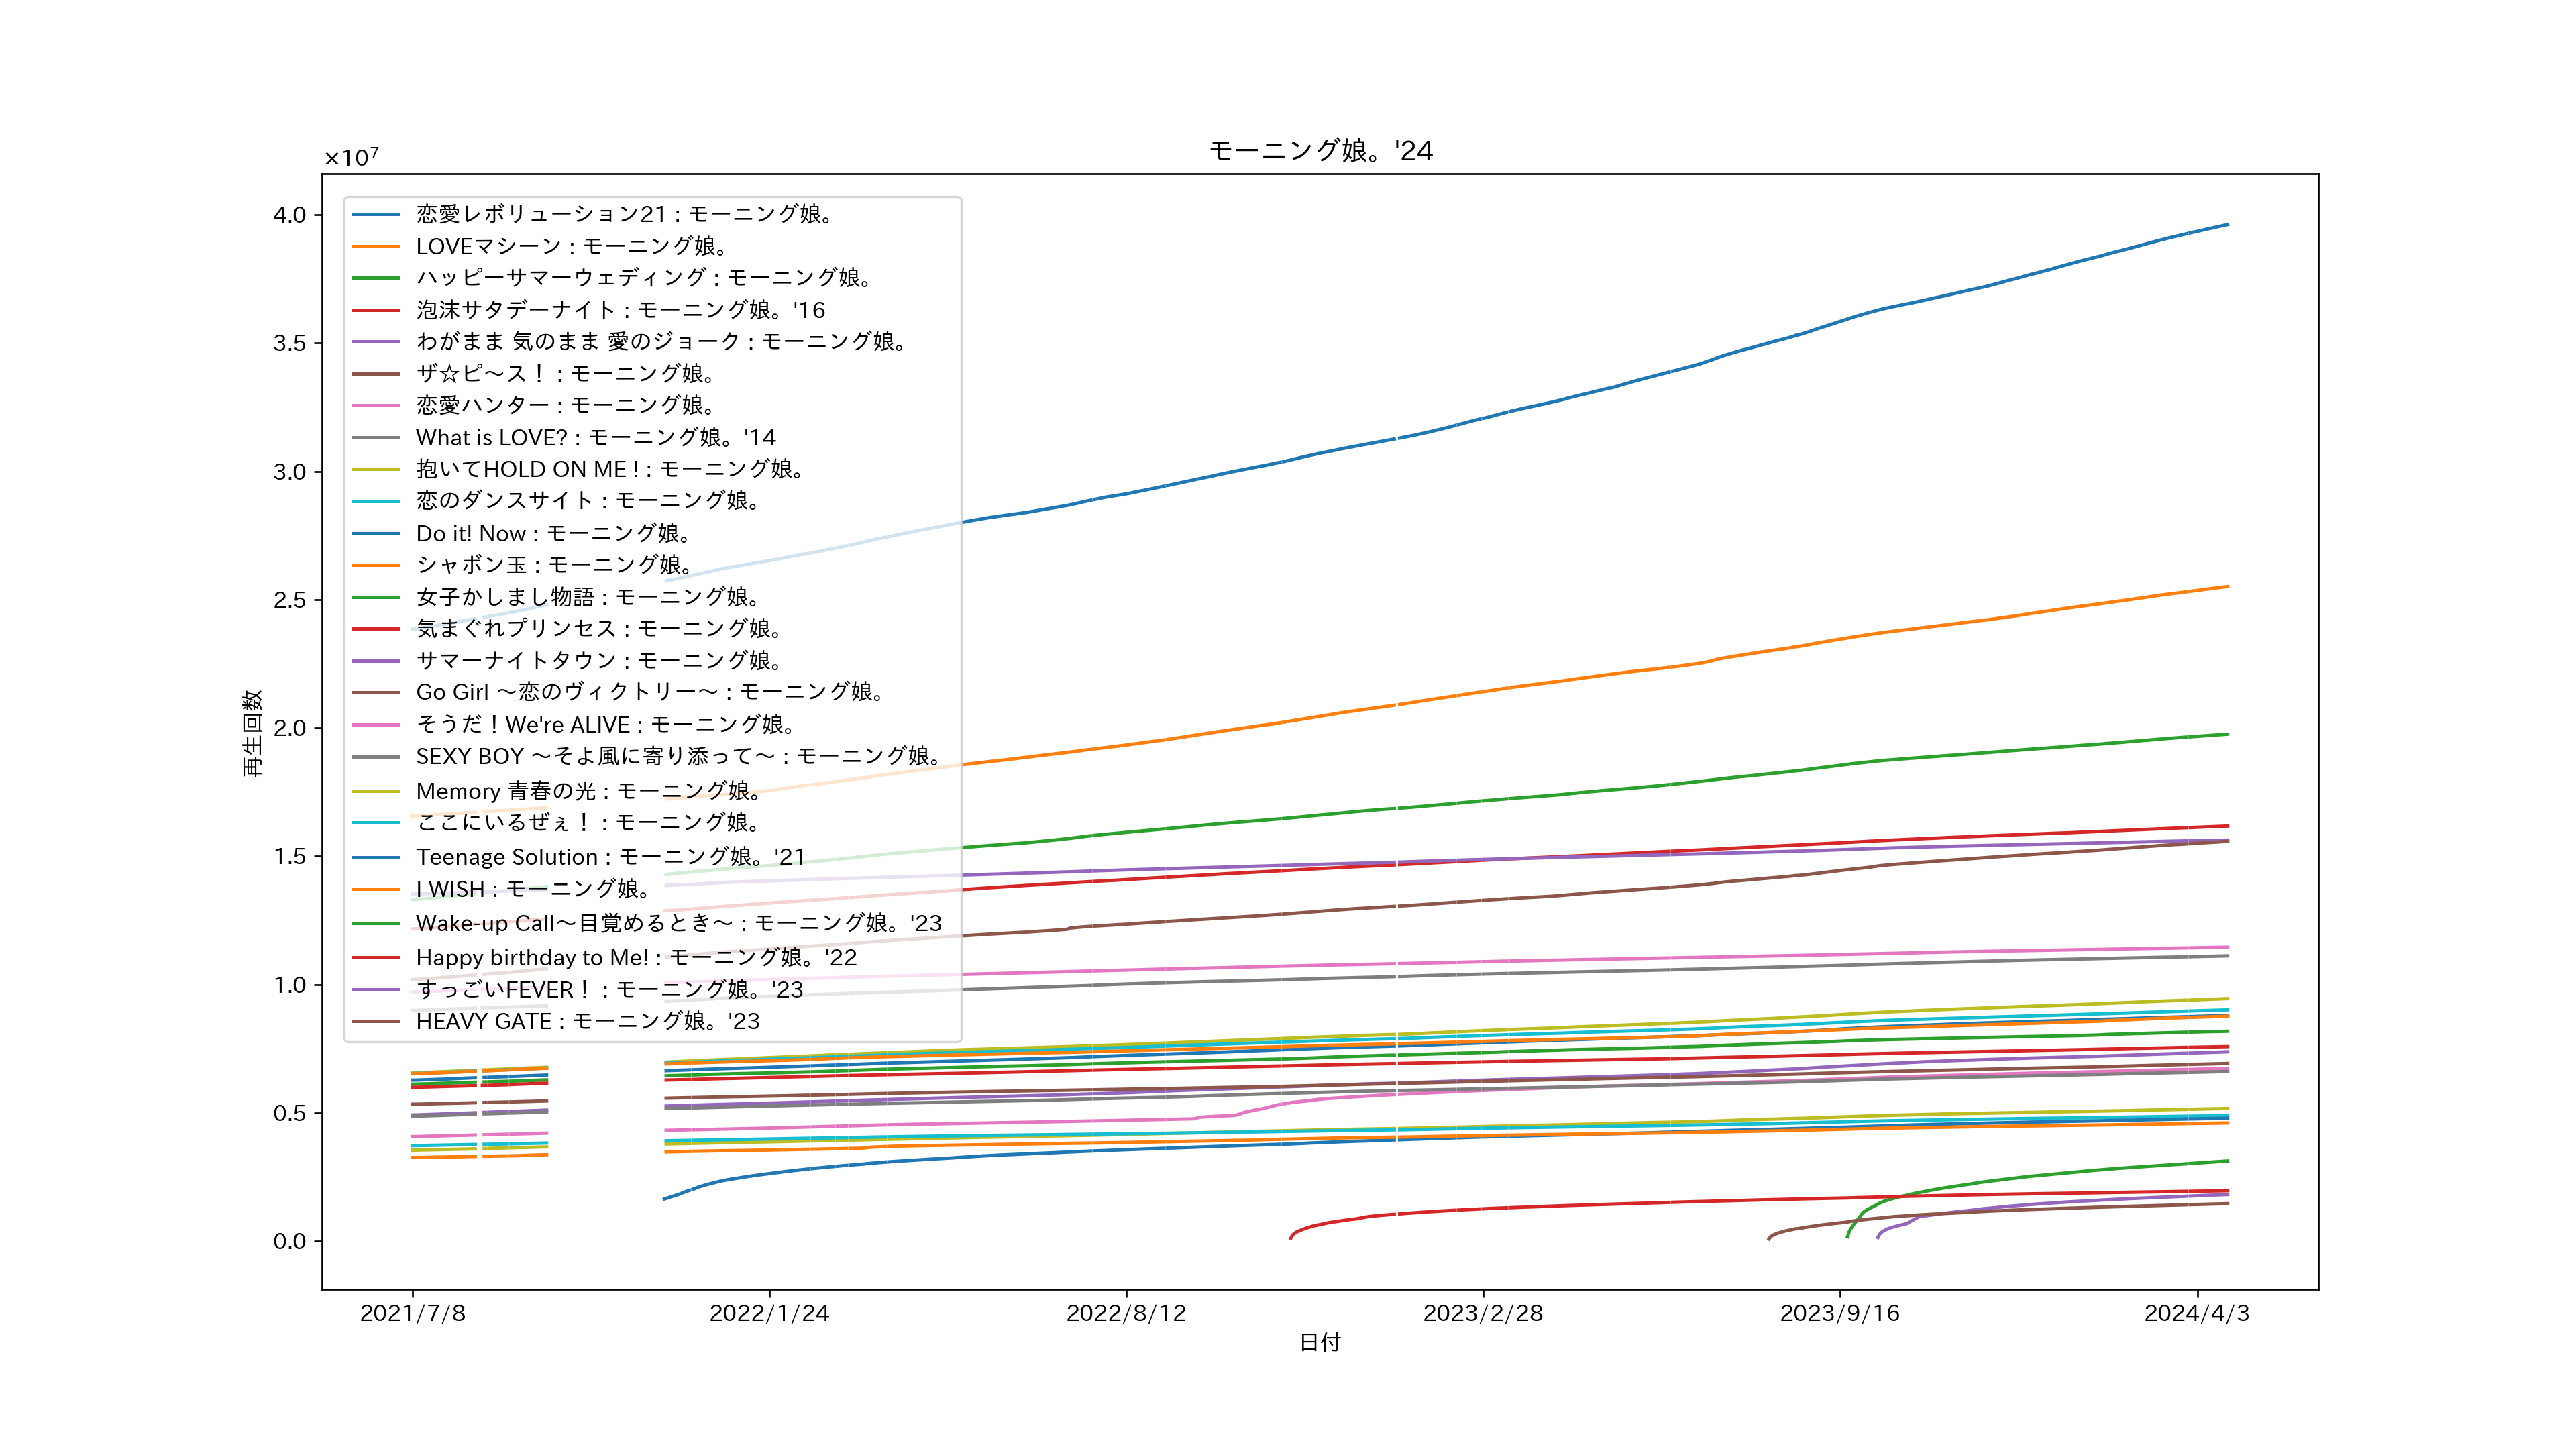 モーニング娘。'24
×10⁷
4.0
3.5
3.0
2.5
2.0
1.5
1.0
0.5
0.0
再生回数
恋愛レボリューション21 : モーニング娘。
LOVEマシーン : モーニング娘。
ハッピーサマーウェディング : モーニング娘。
泡沫サタデーナイト : モーニング娘。'16
わがまま 気のまま 愛のジョーク : モーニング娘。
ザ☆ピ～ス！ : モーニング娘。
恋愛ハンター : モーニング娘。
What is LOVE? : モーニング娘。'14
抱いてHOLD ON ME ! : モーニング娘。
恋のダンスサイト : モーニング娘。
Do it! Now : モーニング娘。
シャボン玉 : モーニング娘。
女子かしまし物語 : モーニング娘。
気まぐれプリンセス : モーニング娘。
サマーナイトタウン : モーニング娘。
Go Girl ～恋のヴィクトリー～ : モーニング娘。
そうだ！We're ALIVE : モーニング娘。
SEXY BOY ～そよ風に寄り添って～ : モーニング娘。
Memory 青春の光 : モーニング娘。
ここにいるぜぇ！ : モーニング娘。
Teenage Solution : モーニング娘。'21
I WISH : モーニング娘。
Wake-up Call～目覚めるとき～ : モーニング娘。'23
Happy birthday to Me! : モーニング娘。'22
すっごいFEVER！ : モーニング娘。'23
HEAVY GATE : モーニング娘。'23
2021/7/8
2022/1/24
2022/8/12
2023/2/28
2023/9/16
2024/4/3
日付